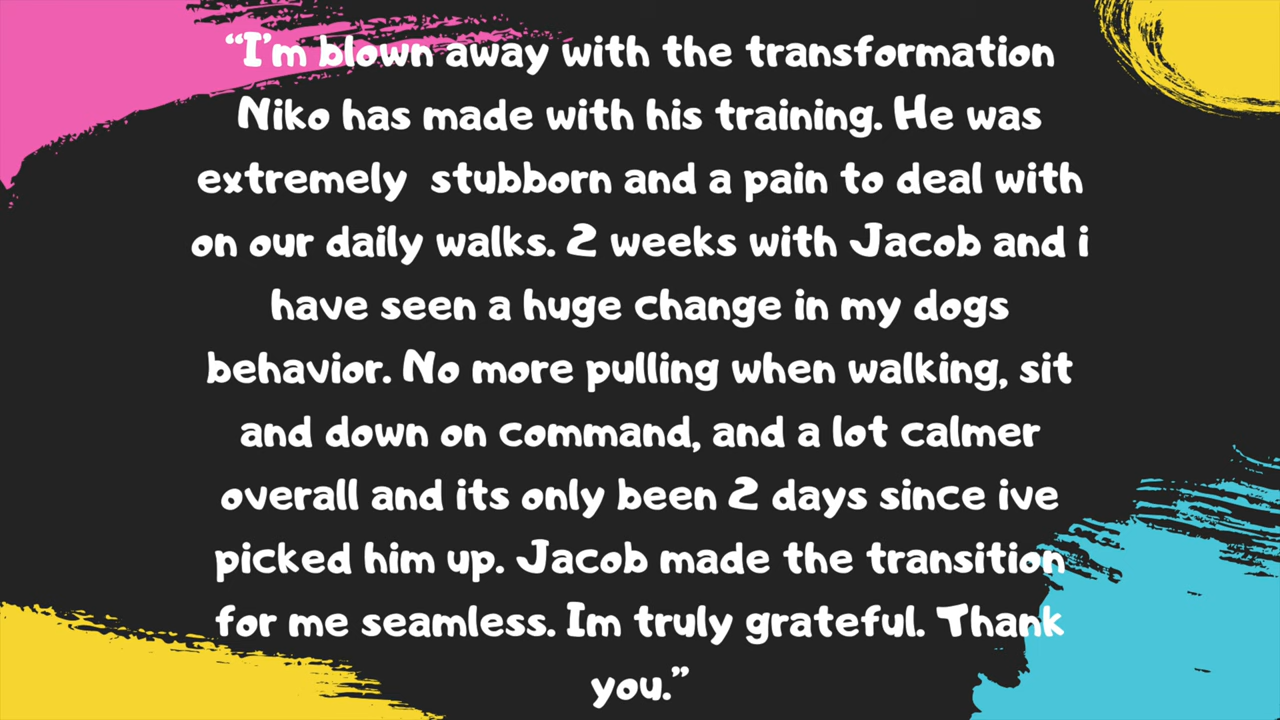 “I’m blown away with the transformation
Niko has made with his training. He was
extremely  stubborn and a pain to deal with
on our daily walks. 2 weeks with Jacob and i
have seen a huge change in my dogs
behavior. No more pulling when walking, sit
and down on command, and a lot calmer
overall and its only been 2 days since ive
picked him up. Jacob made the transition
for me seamless. Im truly grateful. Thank
you.”